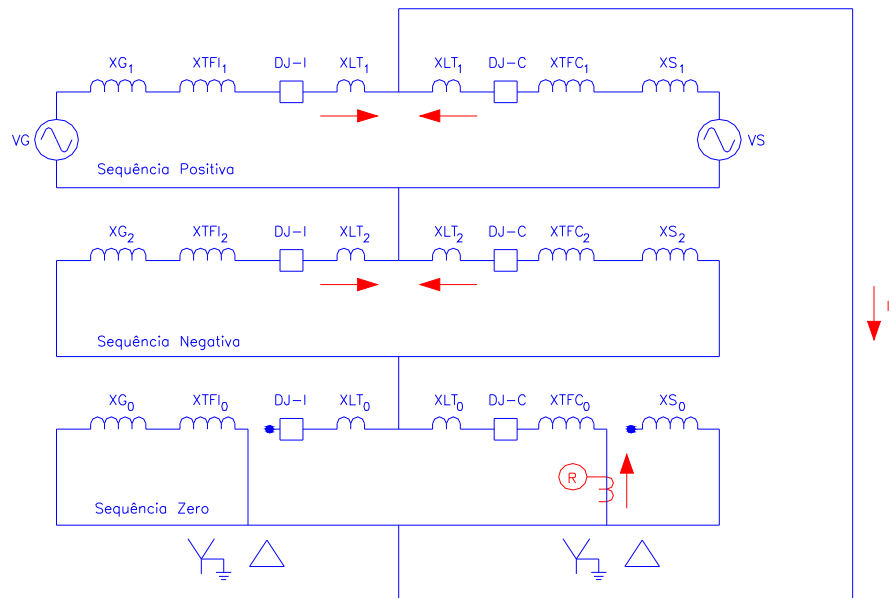 XG1 XTFI1 DJ-I XLT1 XLT1 DJ-C XTFC1 XS1
VG VS
Sequência Positiva
XG2 XTFI2 DJ-I XLT2 XLT2 DJ-C XTFC2 XS2
I
Sequência Negativa
XG0 XTFI0 DJ-I XLT0 XLT0 DJ-C XTFC0 XS0
R
Sequência Zero